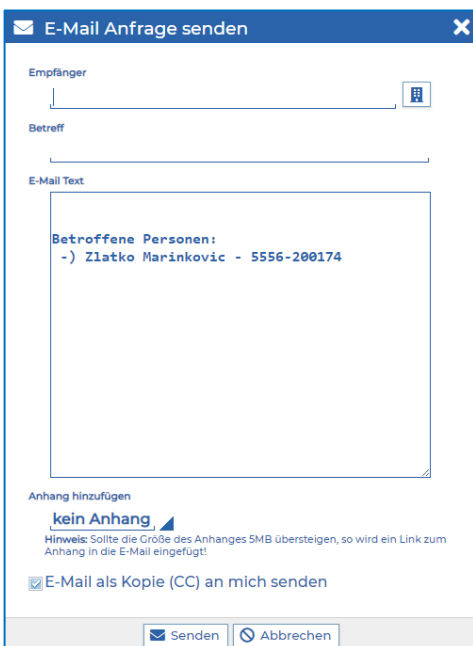 E-Mail Anfrage senden
Empfänger
Betreff
E-Mail Text
Betroffene Personen:
-) Zlatko Marinkovic - 5556-200174
Anhang hinzufügen
kein Anhang
Hinweis: Sollte die Größe des Anhanges 5MB übersteigen, so wird ein Link zum
Anhang in die E-Mail eingefügt!
E-Mail als Kopie (CC) an mich senden
Senden Abbrechen